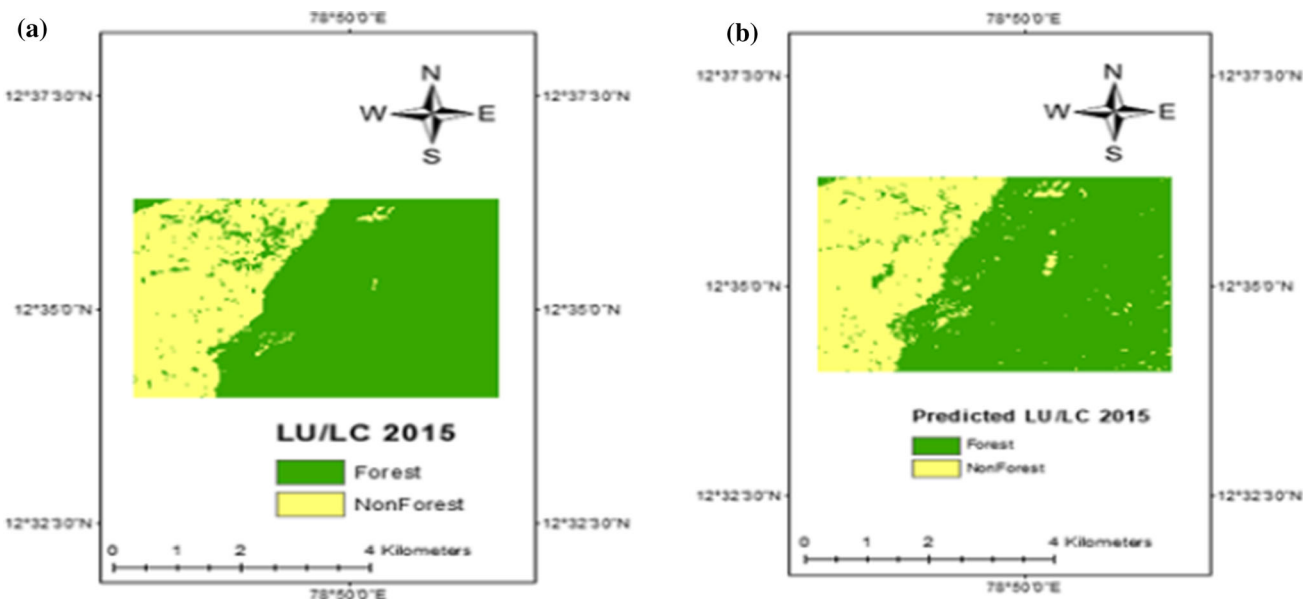 (a)
78°50'0"E
12°37'30"N
12°37'30"N
N
W
E
S
12°35'0"N
12°35'0"N
LU/LC 2015
Forest
NonForest
12°32'30"N
12°32'30"N
0 1 2 4 Kilometers
78°50'0"E
(b)
78°50'0"E
12°37'30"N
12°37'30"N
N
W
E
S
12°35'0"N
12°35'0"N
Predicted LU/LC 2015
Forest
NonForest
12°32'30"N
12°32'30"N
0 1 2 4 Kilometers
78°50'0"E